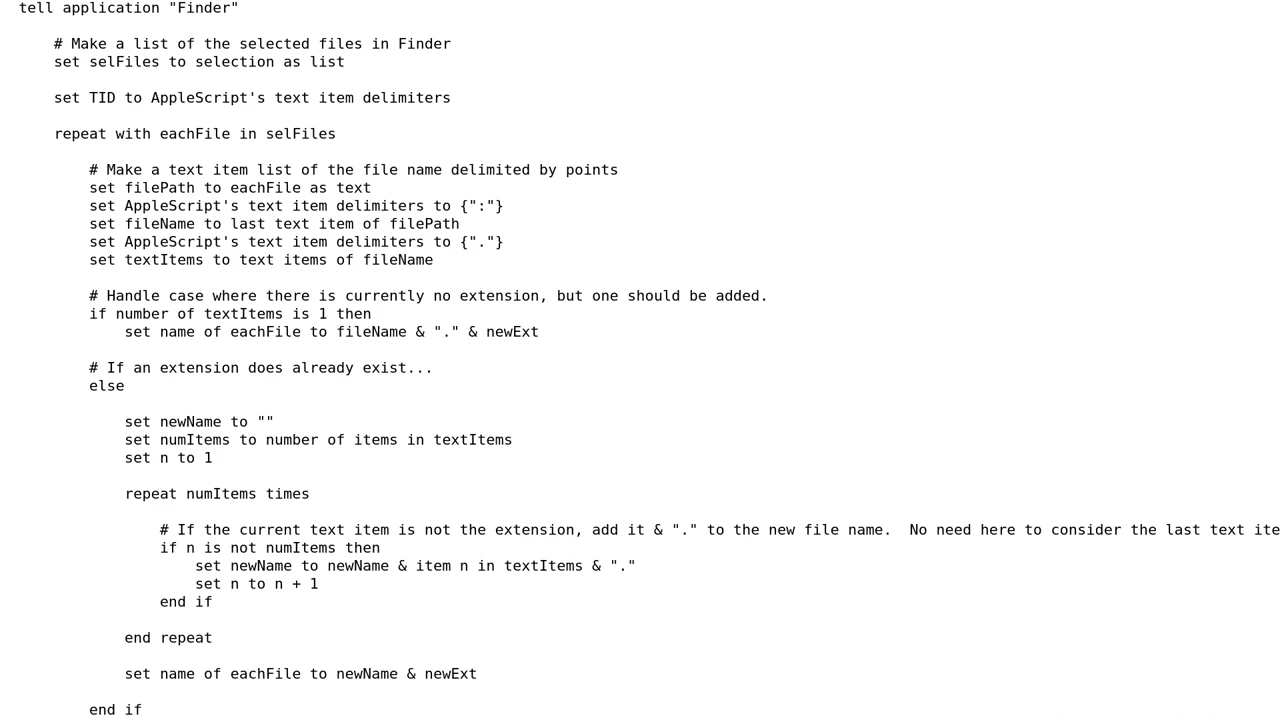 tell application "Finder"
# Make a list of the selected files in Finder
set selFiles to selection as list
set TID to AppleScript's text item delimiters
repeat with eachFile in selFiles
# Make a text item list of the file name delimited by points
set filePath to eachFile as text
set AppleScript's text item delimiters to {":"}
set fileName to last text item of filePath
set AppleScript's text item delimiters to {"."}
set textItems to text items of fileName
# Handle case where there is currently no extension, but one should be added.
if number of textItems is 1 then
set name of eachFile to fileName & "." & newExt
# If an extension does already exist...
else
set newName to ""
set numItems to number of items in textItems
set n to 1
repeat numItems times
# If the current text item is not the extension, add it & "." to the new file name.  No need here to consider the last text ite
if n is not numItems then
set newName to newName & item n in textItems & "."
set n to n + 1
end if
end repeat
set name of eachFile to newName & newExt
end if